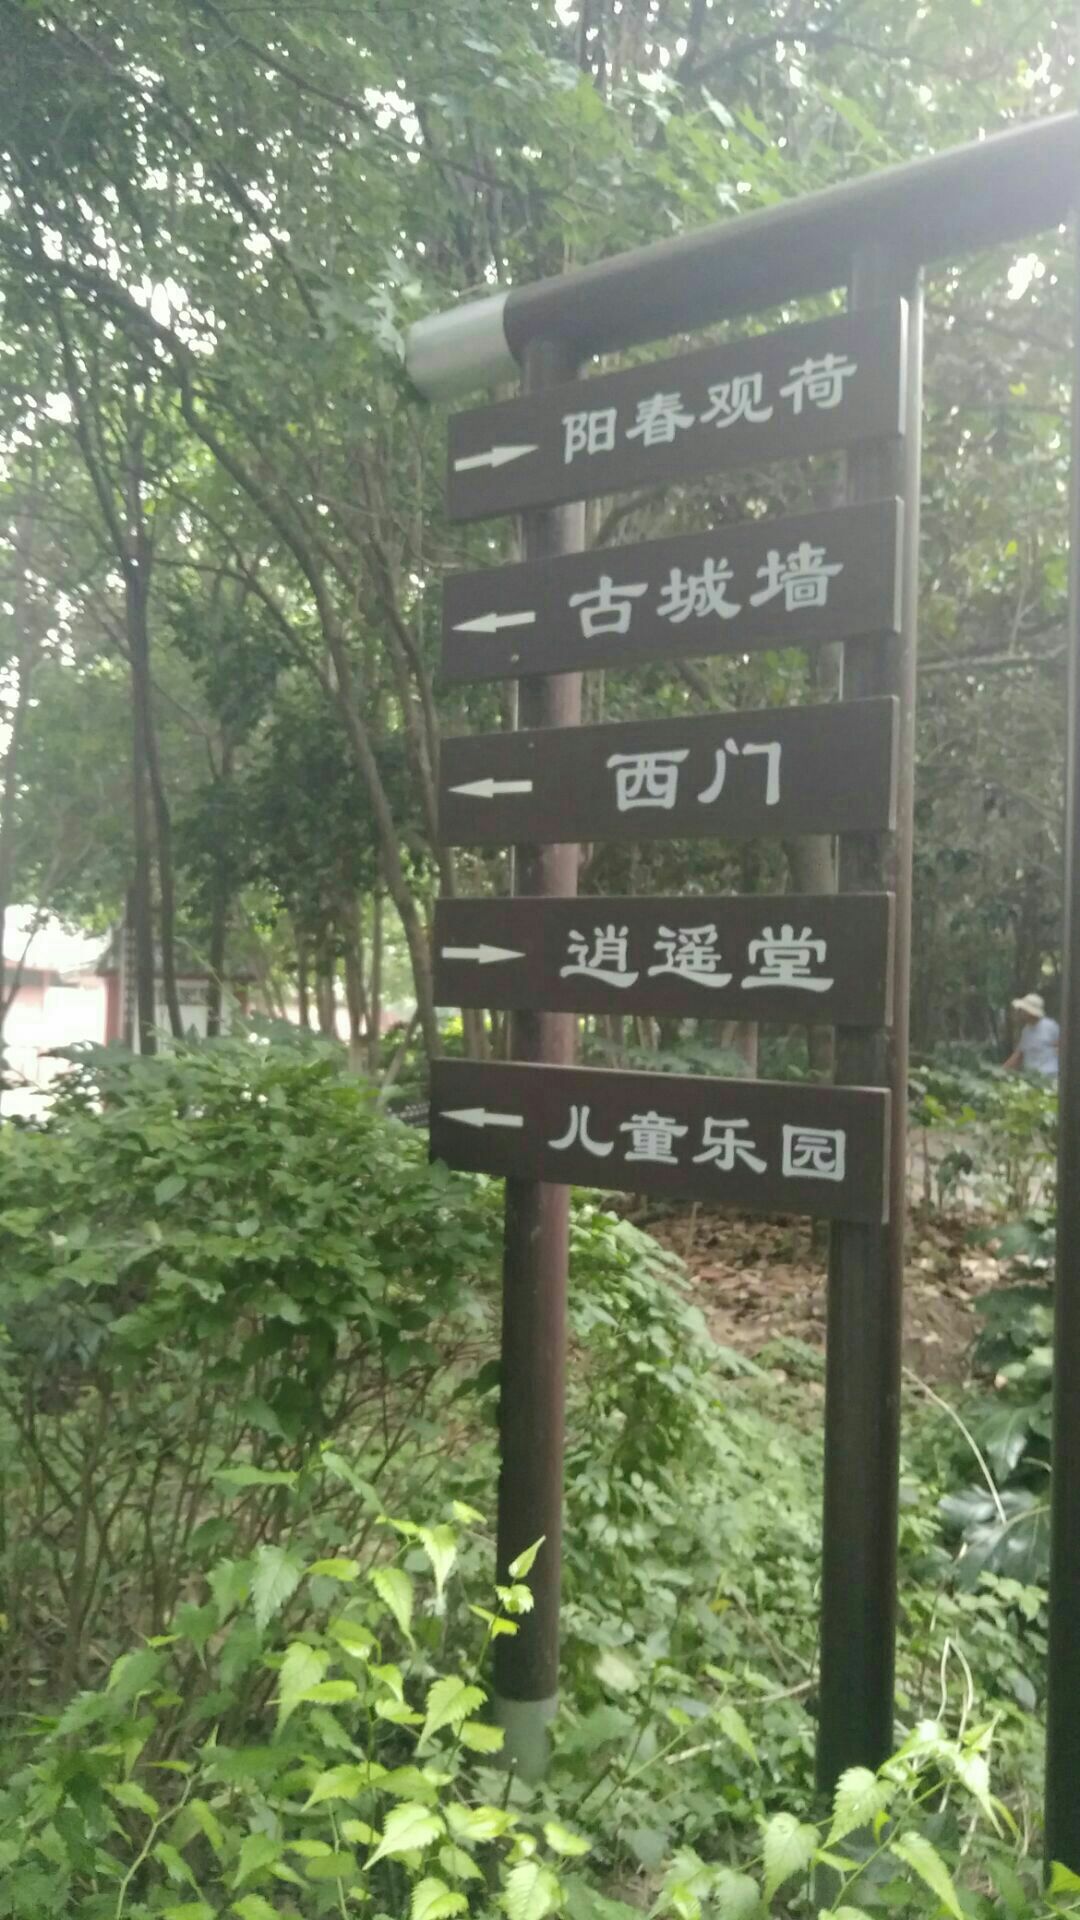 阳春观荷
古城墙
西门
逍遥堂
儿童乐园